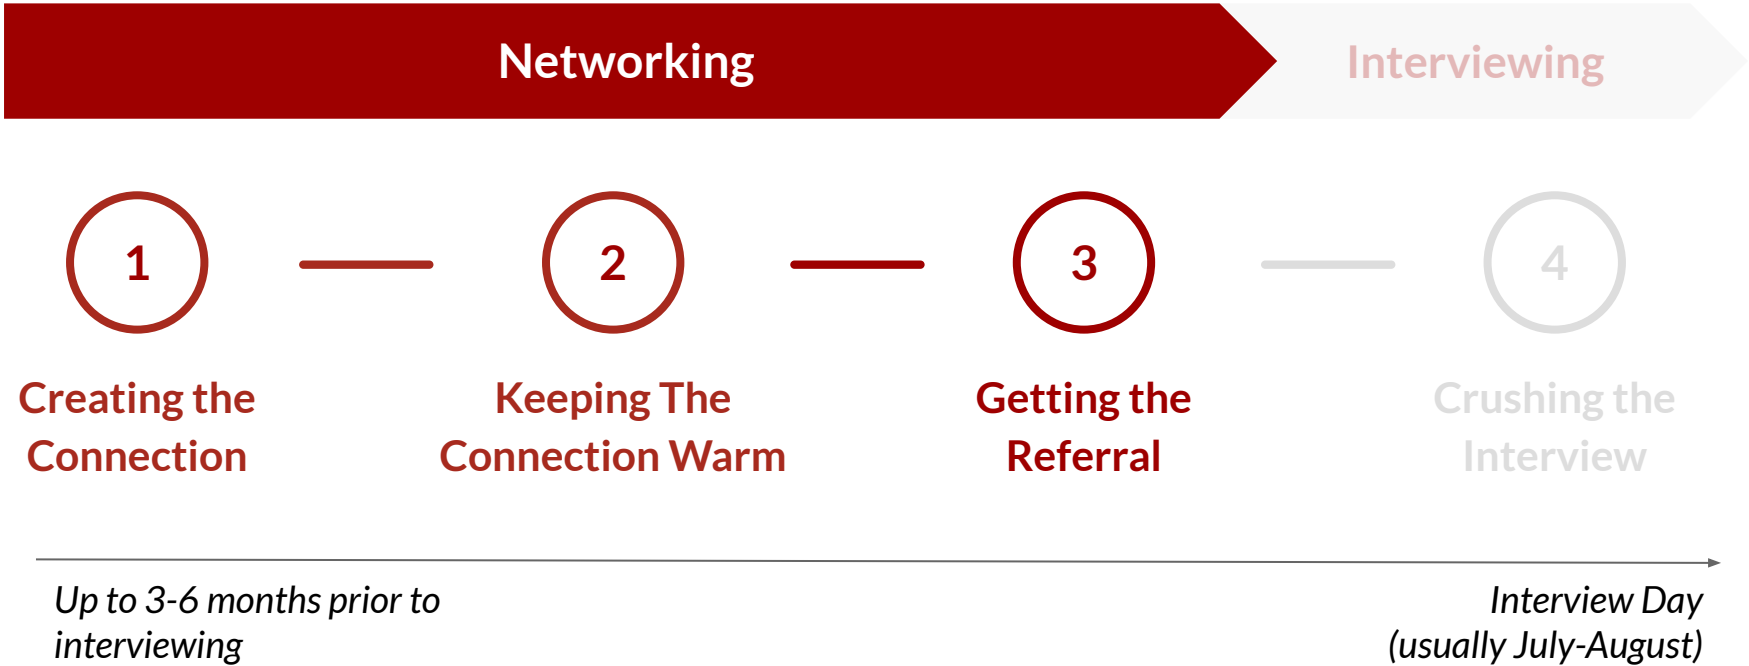 Networking
Interviewing
1
2
3
4
Creating the
Connection
Keeping The
Connection Warm
Getting the
Referral
Crushing the
Interview
Up to 3-6 months prior to
interviewing
Interview Day
(usually July-August)